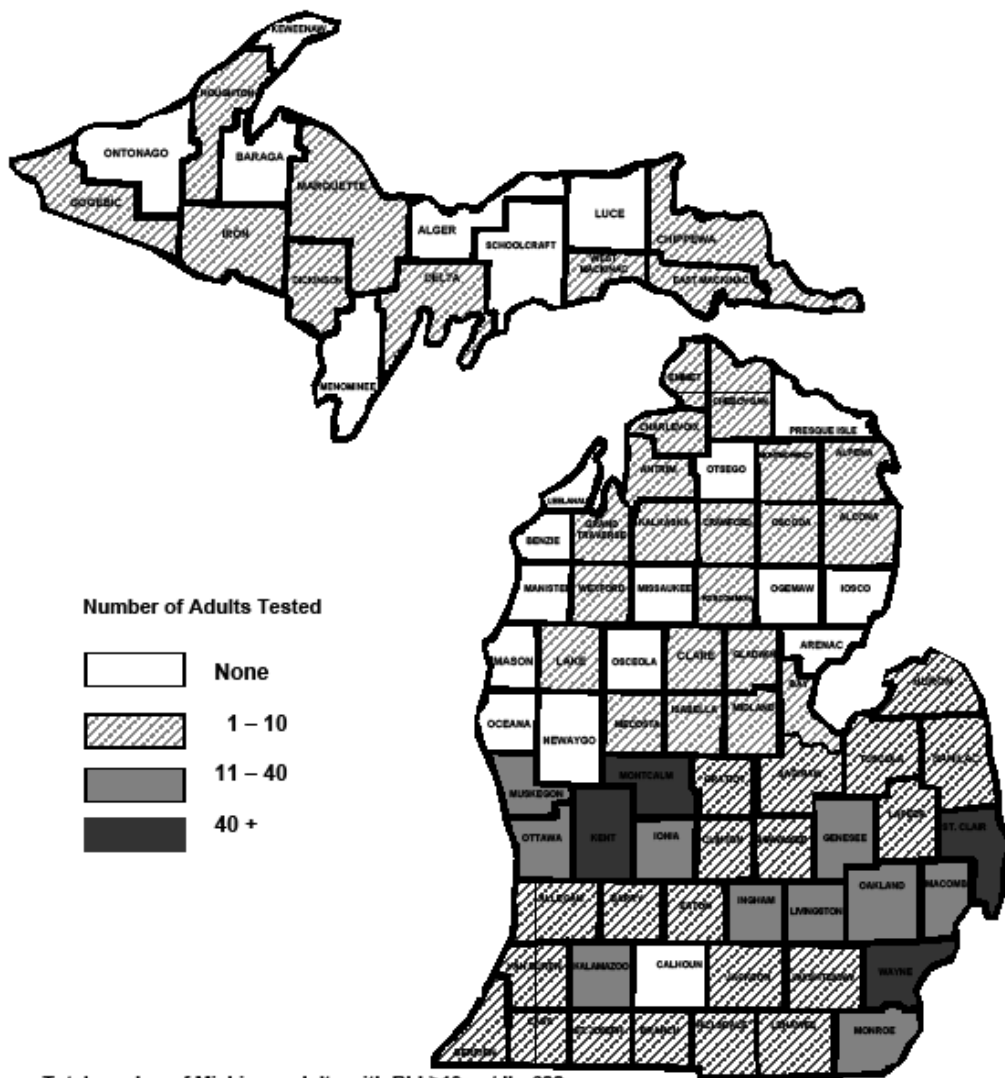 KEWEENAW
HOUGHTON
ONTONAGO
BARAGA
MARQUETTE
GOGEBIC
IRON
ALGER
LUCE
SCHOOLCRAFT
CHIPPEWA
WEST
MACKINAC
DICKINSON
DELTA
EAST MACKINAC
MENOMINEE
EMMET
CHEBOYGAN
PRESQUE ISLE
CHARLEVOIX
ANTRIM
OTSEGO
MONTMORENCY
ALPENA
LEELANAU
BENZIE
GRAND
TRAVERSE
KALKASKA
CRAWFORD
OSCODA
ALCONA
MANISTEE
WEXFORD
MISSAUKEE
ROSCOMMON
OGEMAW
IOSCO
Number of Adults Tested
None
1 – 10
11 – 40
40 +
MASON
LAKE
OSCEOLA
CLARE
GLADWIN
ARENAC
OCEANA
NEWAYGO
MECOSTA
ISABELLA
MIDLAND
BAY
HURON
MUSKEGON
MONTCALM
GRATIOT
SAGINAW
TUSCOLA
SANILAC
OTTAWA
KENT
IONIA
CLINTON
SHIAWASSEE
GENESEE
LAPEER
ST. CLAIR
ALLEGAN
BARRY
EATON
INGHAM
LIVINGSTON
OAKLAND
MACOMB
VAN BUREN
KALAMAZOO
CALHOUN
JACKSON
WASHTENAW
WAYNE
BERRIEN
CASS
ST. JOSEPH
BRANCH
HILLSDALE
LENAWEE
MONROE